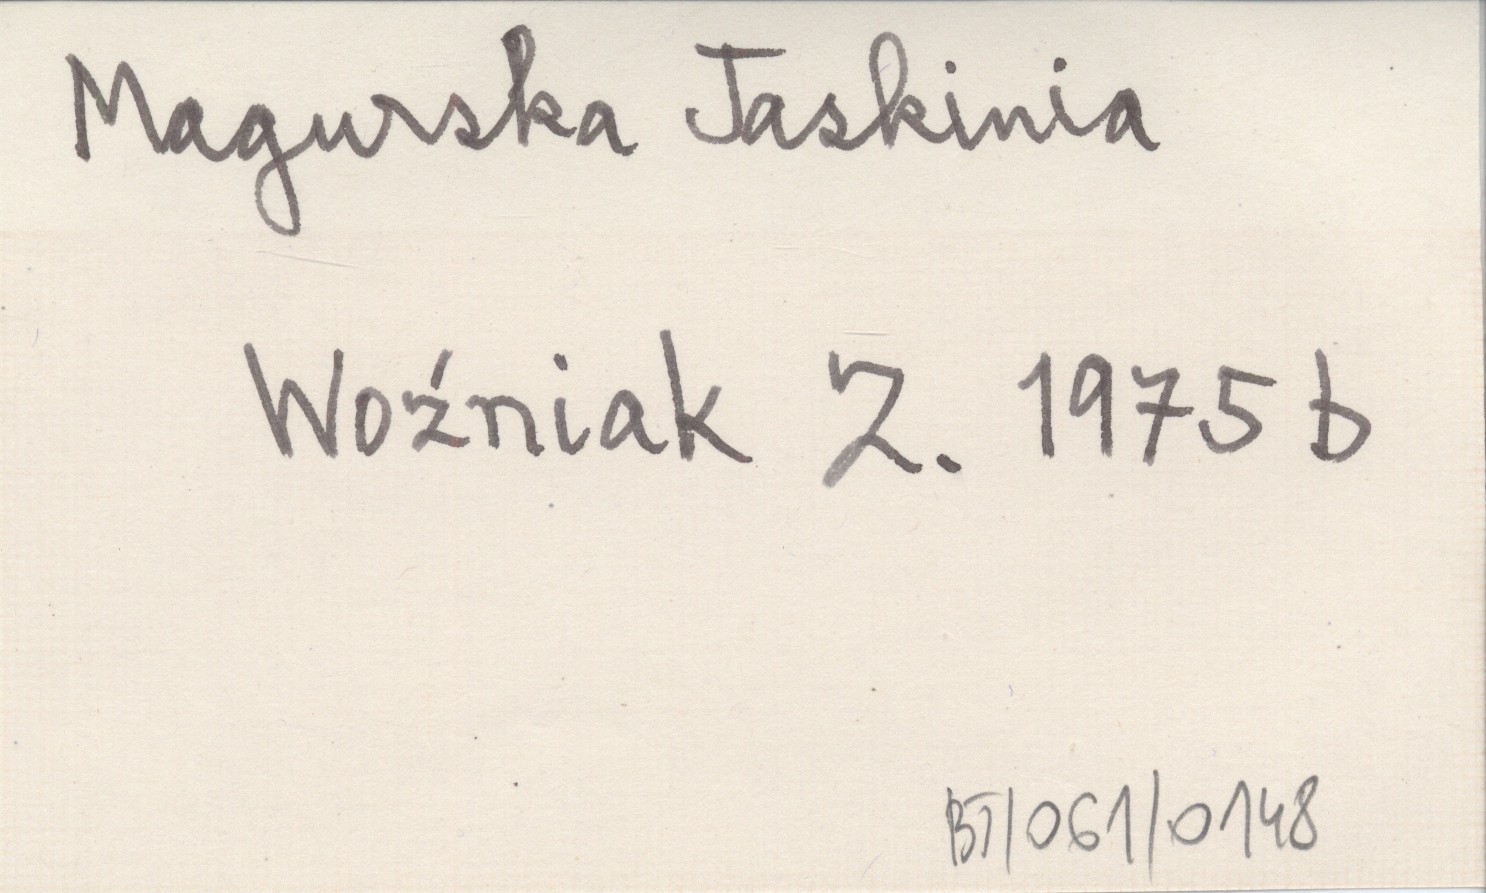 Magurska Jaskinia
Woźniak Z. 1975 b
BT/061/0148